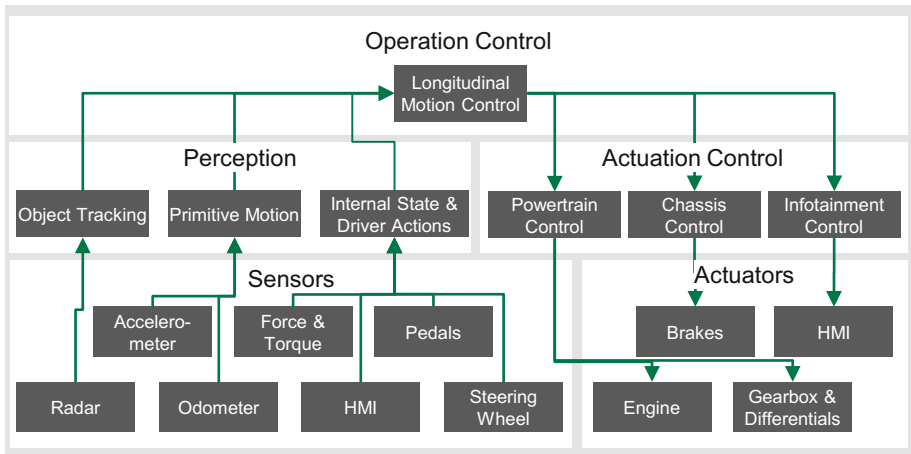 Operation Control
Longitudinal
Motion Control
Perception
Actuation Control
Object Tracking
Primitive Motion
Internal State &
Driver Actions
Powertrain
Control
Chassis
Control
Infotainment
Control
Sensors
Actuators
Accelero-
meter
Force &
Torque
Pedals
Brakes
HMI
Radar
Odometer
HMI
Steering
Wheel
Engine
Gearbox &
Differentials